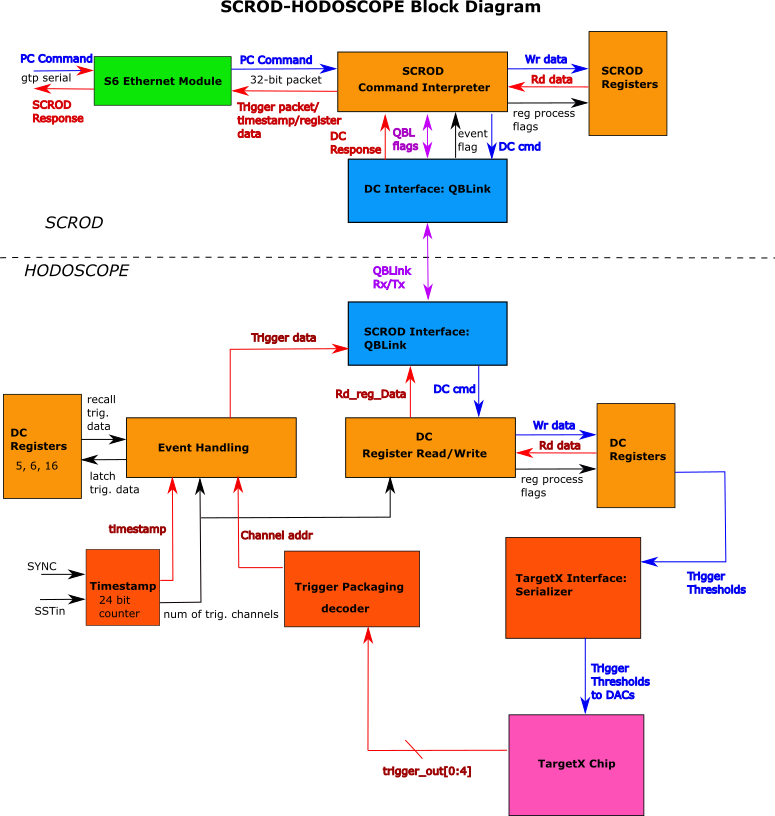 SCROD-HODOSCOPE Block Diagram
PC Command
gtp serial
SCROD
Response
S6 Ethernet Module
PC Command
32-bit packet
Trigger packet/
timestamp/register
data
SCROD
Command Interpreter
Wr data
Rd data
reg process
flags
SCROD
Registers
DC
Response
QBL
flags
event
flag
DC cmd
DC Interface: QBLink
SCROD
HODOSCOPE
QBLink
Rx/Tx
SCROD Interface:
QBLink
Trigger data
Rd_reg_Data
DC cmd
recall
trig.
data
DC
Registers
5, 6, 16
latch
trig. data
Event Handling
DC
Register Read/Write
Wr data
Rd data
reg process
flags
DC
Registers
timestamp
Channel addr
SYNC
SSTin
Timestamp
24 bit
counter
num of trig. channels
Trigger Packaging
decoder
TargetX Interface:
Serializer
Trigger
Thresholds
Trigger
Thresholds
to DACs
TargetX Chip
trigger_out[0:4]